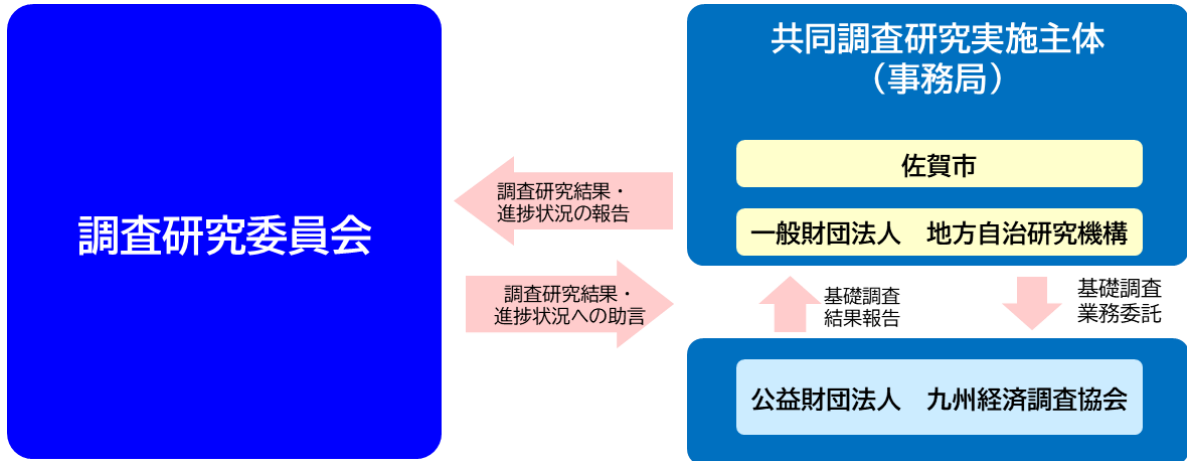 調査研究委員会
調査研究結果・
進捗状況の報告
調査研究結果・
進捗状況への助言
共同調査研究実施主体
（事務局）
佐賀市
一般財団法人　地方自治研究機構
基礎調査
結果報告
基礎調査
業務委託
公益財団法人　九州経済調査協会